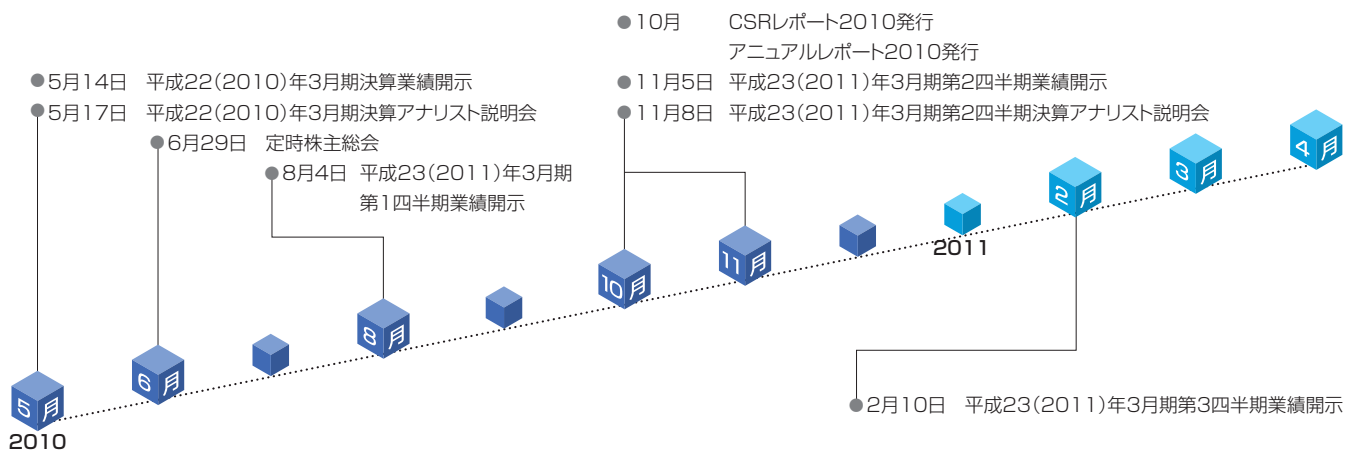 10月 CSRレポート2010発行
アニュアルレポート2010発行
5月14日 平成22(2010)年3月期決算業績開示
11月5日 平成23(2011)年3月期第2四半期業績開示
5月17日 平成22(2010)年3月期決算アナリスト説明会
11月8日 平成23(2011)年3月期第2四半期決算アナリスト説明会
6月29日 定時株主総会
8月4日 平成23(2011)年3月期
第1四半期業績開示
4月
3月
2月
2011
11月
10月
8月
6月
5月
2010
2月10日 平成23(2011)年3月期第3四半期業績開示